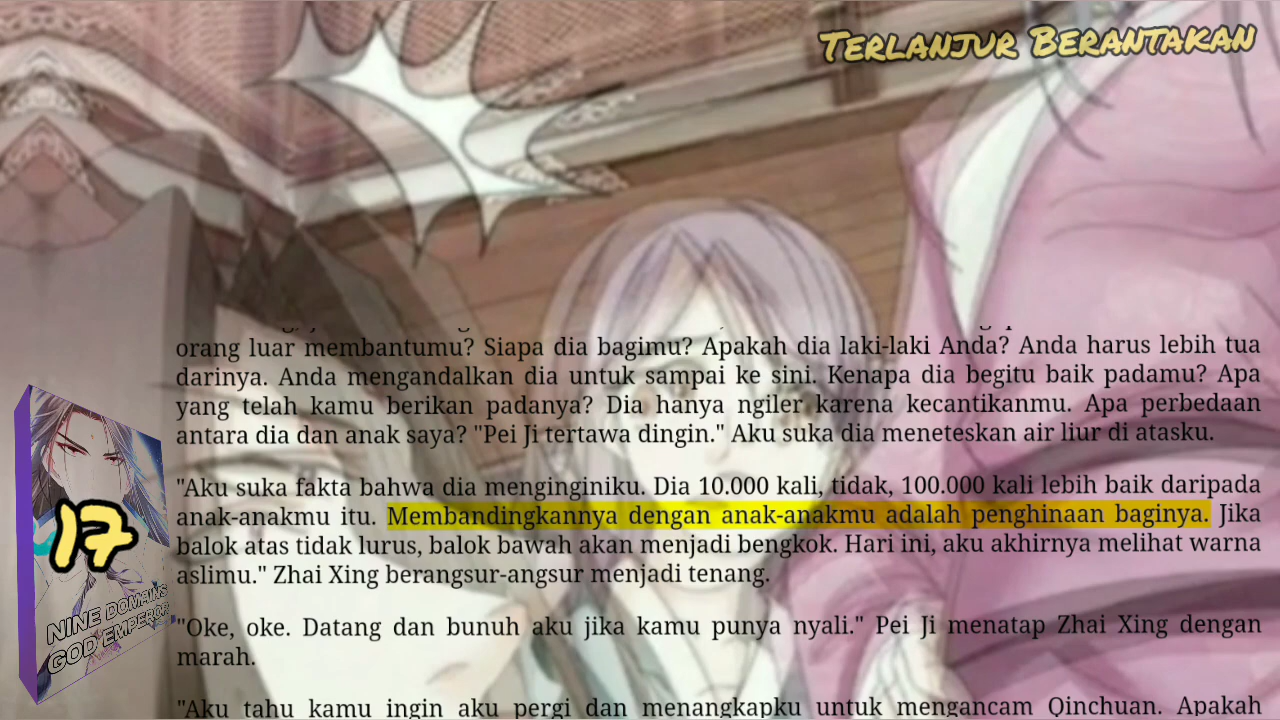 Terlanjur Berantakan
orang luar membantumu? Siapa dia bagimu? Apakah dia laki-laki Anda? Anda harus lebih tua
darinya. Anda mengandalkan dia untuk sampai ke sini. Kenapa dia begitu baik padamu? Apa
yang telah kamu berikan padanya? Dia hanya ngiler karena kecantikanmu. Apa perbedaan
antara dia dan anak saya? "Pei Ji tertawa dingin." Aku suka dia meneteskan air liur di atasku.
"Aku suka fakta bahwa dia menginginiku. Dia 10.000 kali, tidak, 100.000 kali lebih baik daripada
anak-anakmu itu. Membandingkannya dengan anak-anakmu adalah penghinaan baginya. Jika
balok atas tidak lurus, balok bawah akan menjadi bengkok. Hari ini, aku akhirnya melihat warna
aslimu." Zhai Xing berangsur-angsur menjadi tenang.
"Oke, oke. Datang dan bunuh aku jika kamu punya nyali." Pei Ji menatap Zhai Xing dengan
marah.
"Aku tahu kamu ingin aku pergi dan menangkapku untuk mengancam Qinchuan. Apakah
17
NINE DOMAINS
GOD EMPEROR